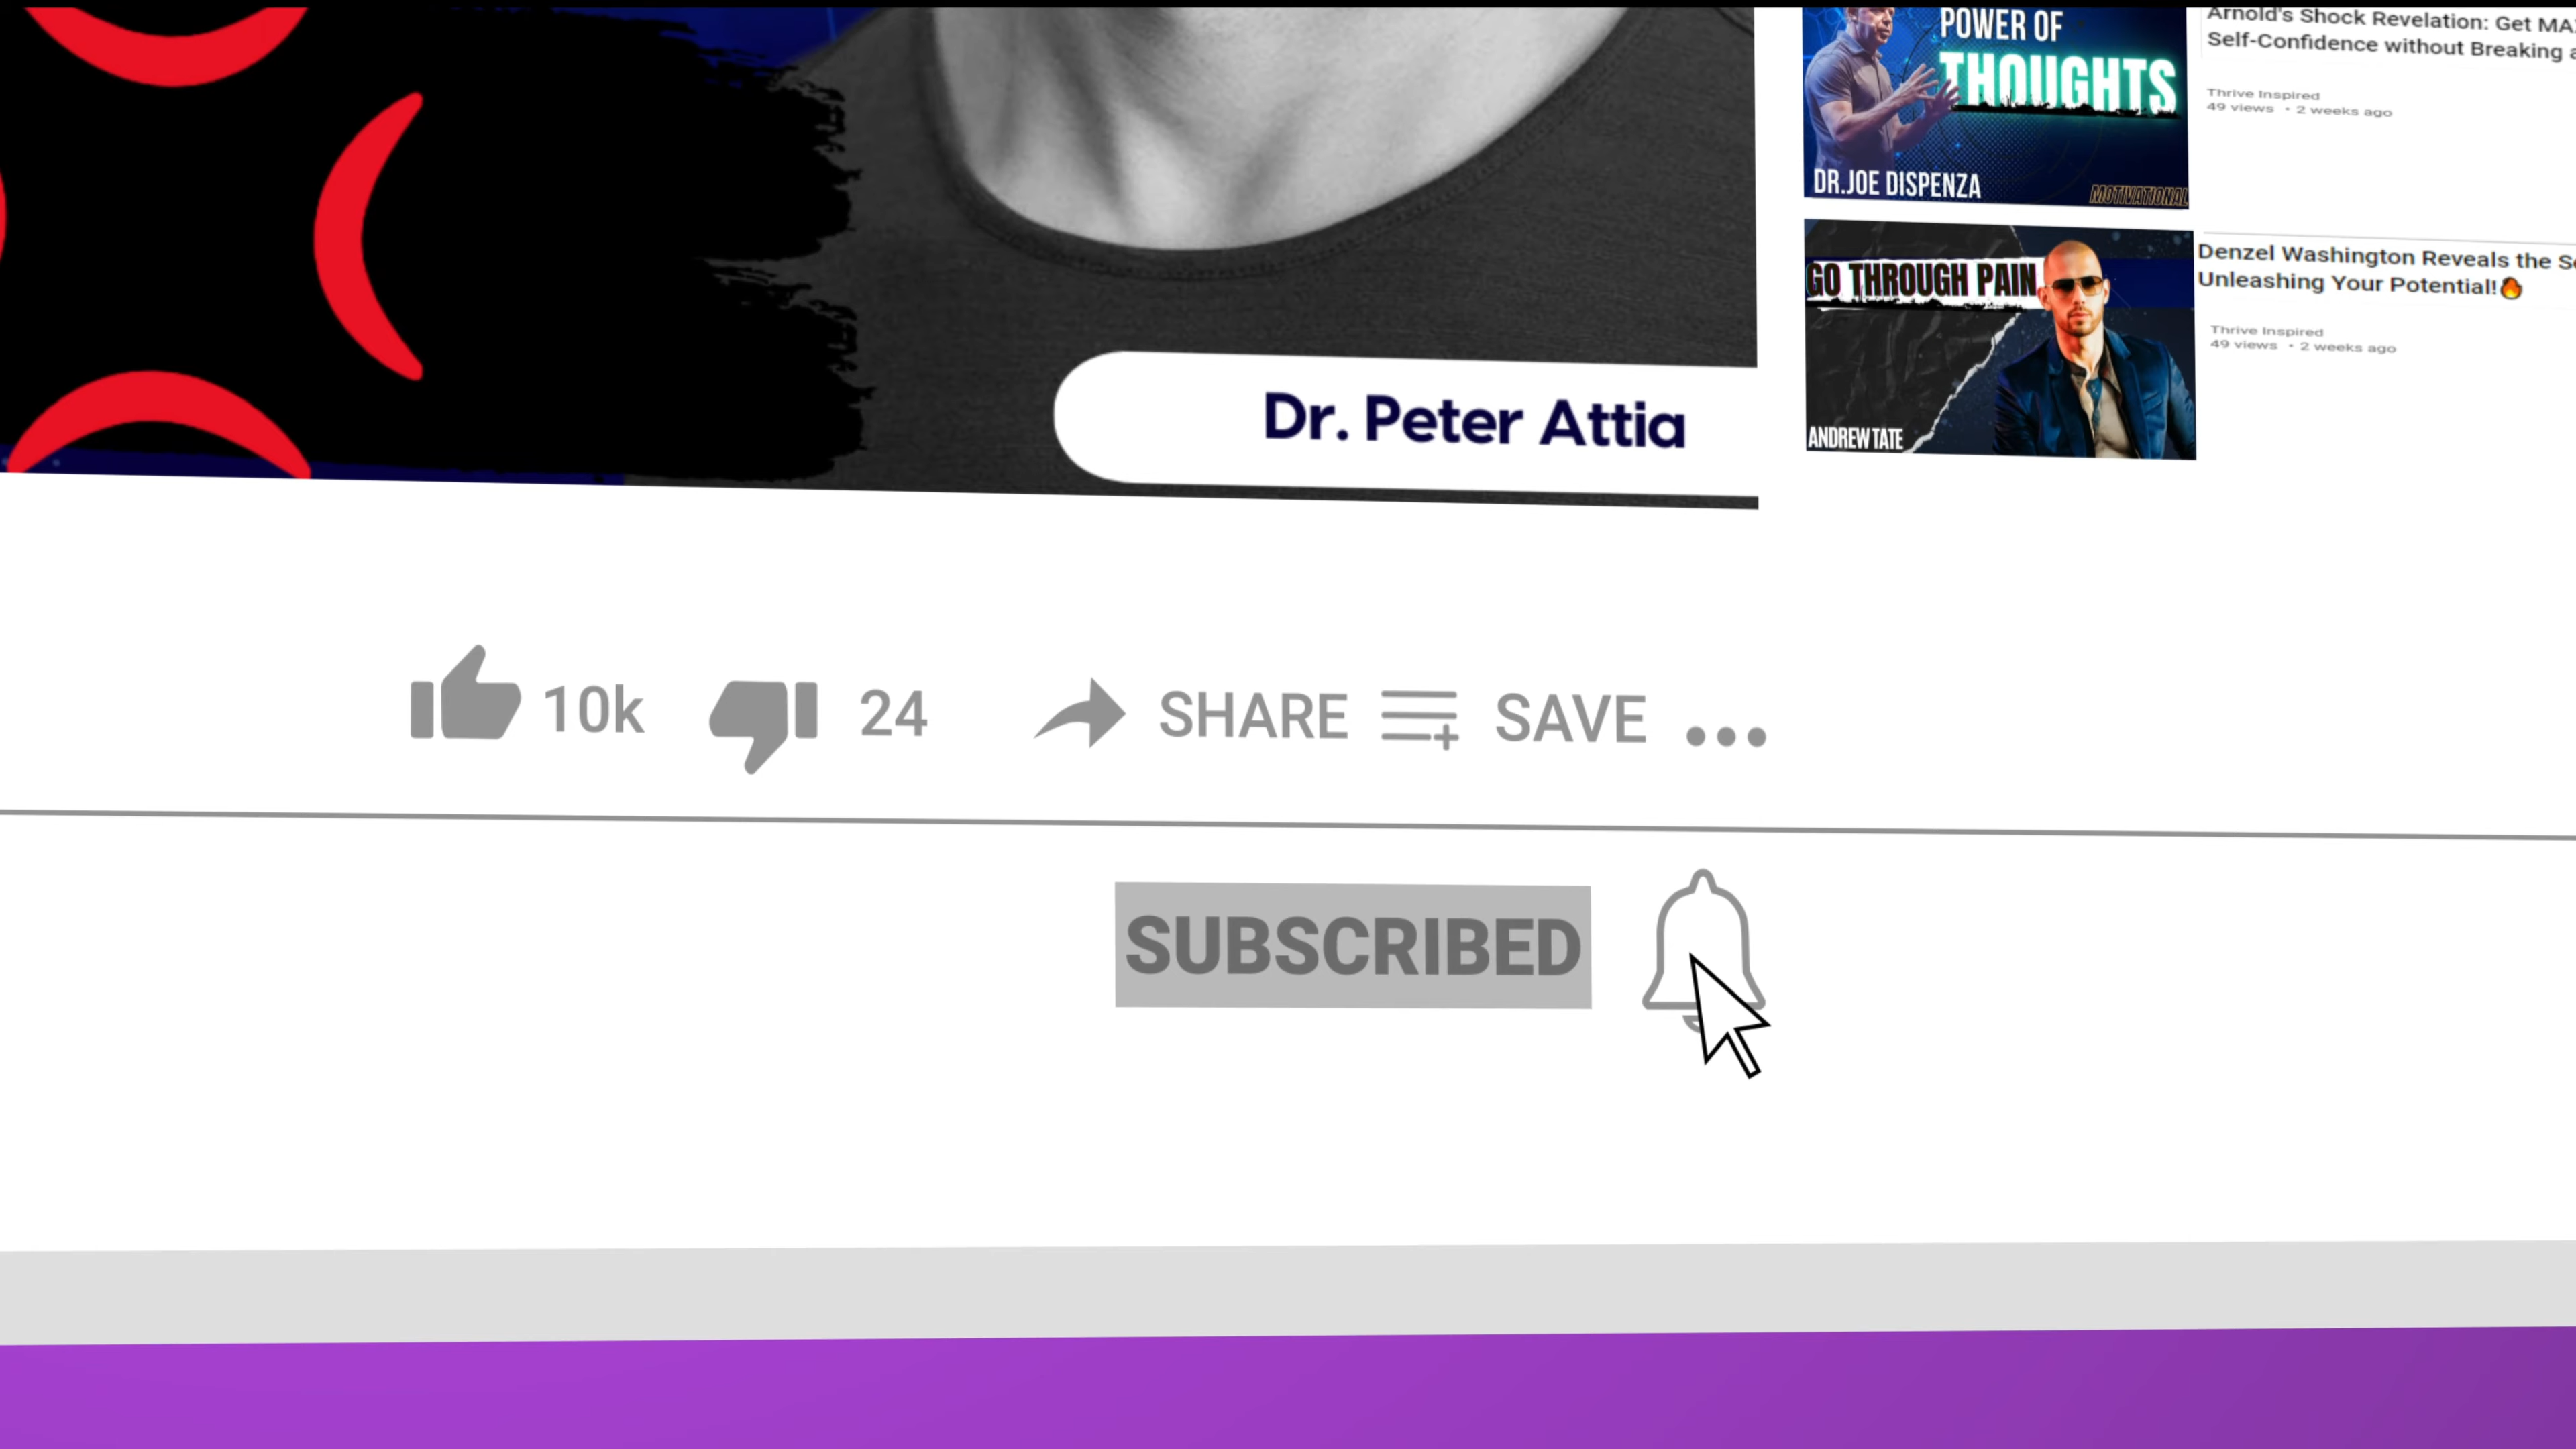 POWER OF
THOUGHTS
DR.JOE DISPENZA
MOTIVATIONAL
Arnold's Shock Revelation: Get
Self-Confidence without Breaking
Thrive Inspired
49 views • 2 weeks ago
GO THROUGH PAIN
ANDREW TATE
Denzel Washington Reveals the
Unleashing Your Potential!🔥
Thrive Inspired
49 views • 2 weeks ago
Dr. Peter Attia
10k 24 SHARE SAVE ...
SUBSCRIBED